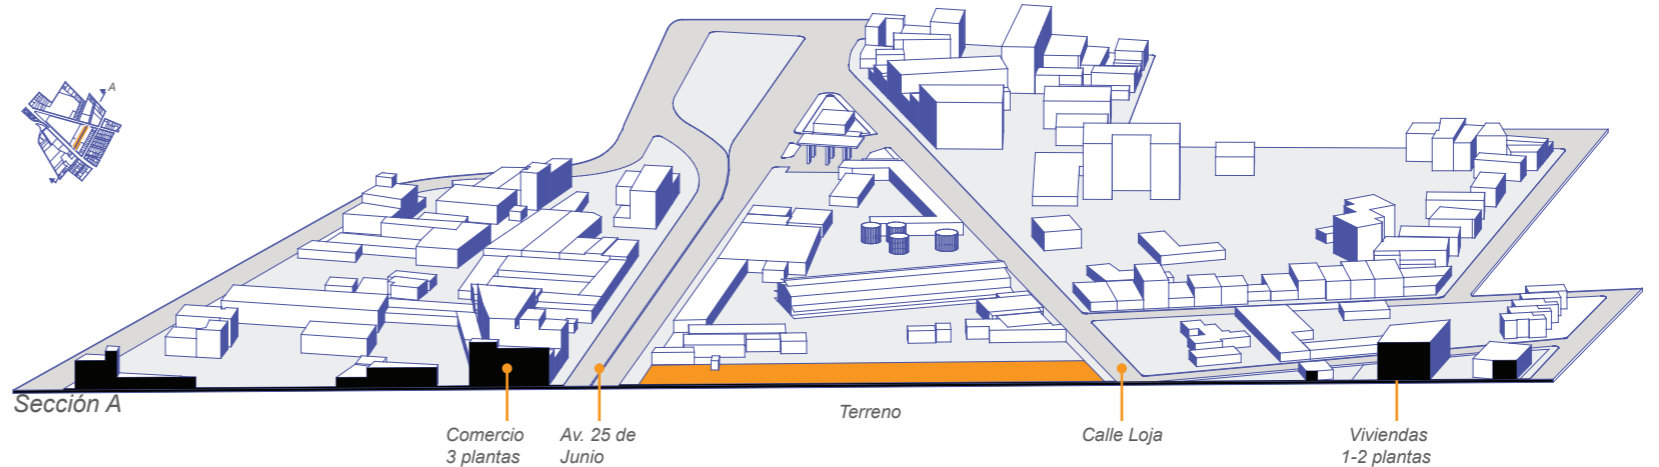 A
Sección A
Comercio
3 plantas
Av. 25 de
Junio
Terreno
Calle Loja
Viviendas
1-2 plantas